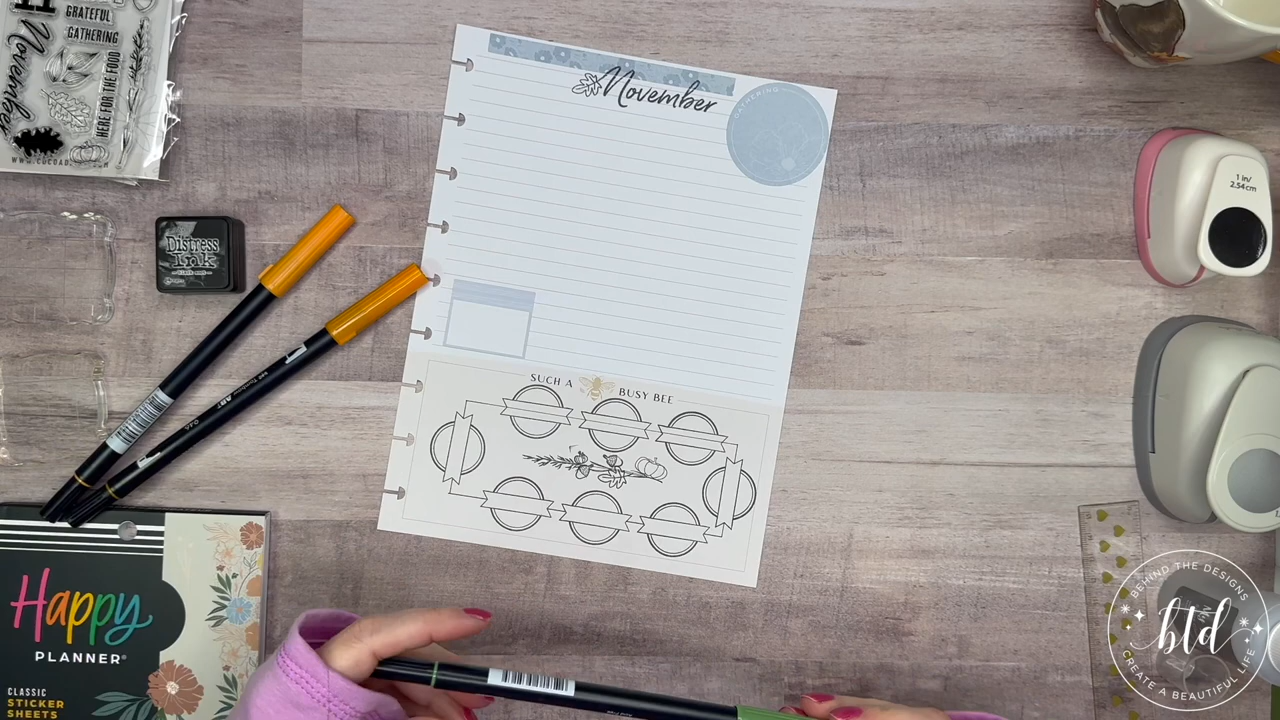 GRATEFUL
GATHERING
November
HERE FOR THE FOOD
Distress
Ink
Happy
PLANNER®
CLASSIC
STICKER
SHEETS
November
GATHERING
SUCH A BUSY BEE
ABT
1 in/
2.54cm
BEHIND THE DESIGNS
btd
CREATE A BEAUTIFUL LIFE